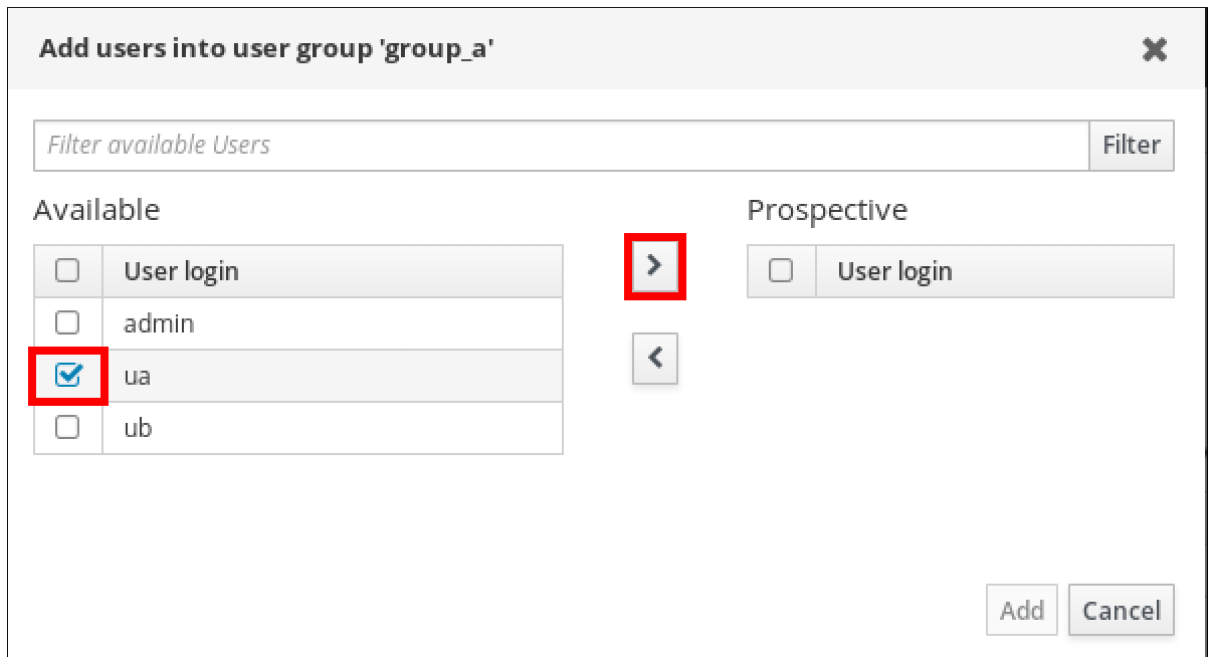 Add users into user group 'group_a'
Filter available Users
Filter
Available
Prospective
User login
User login
admin
ua
ub
Add
Cancel